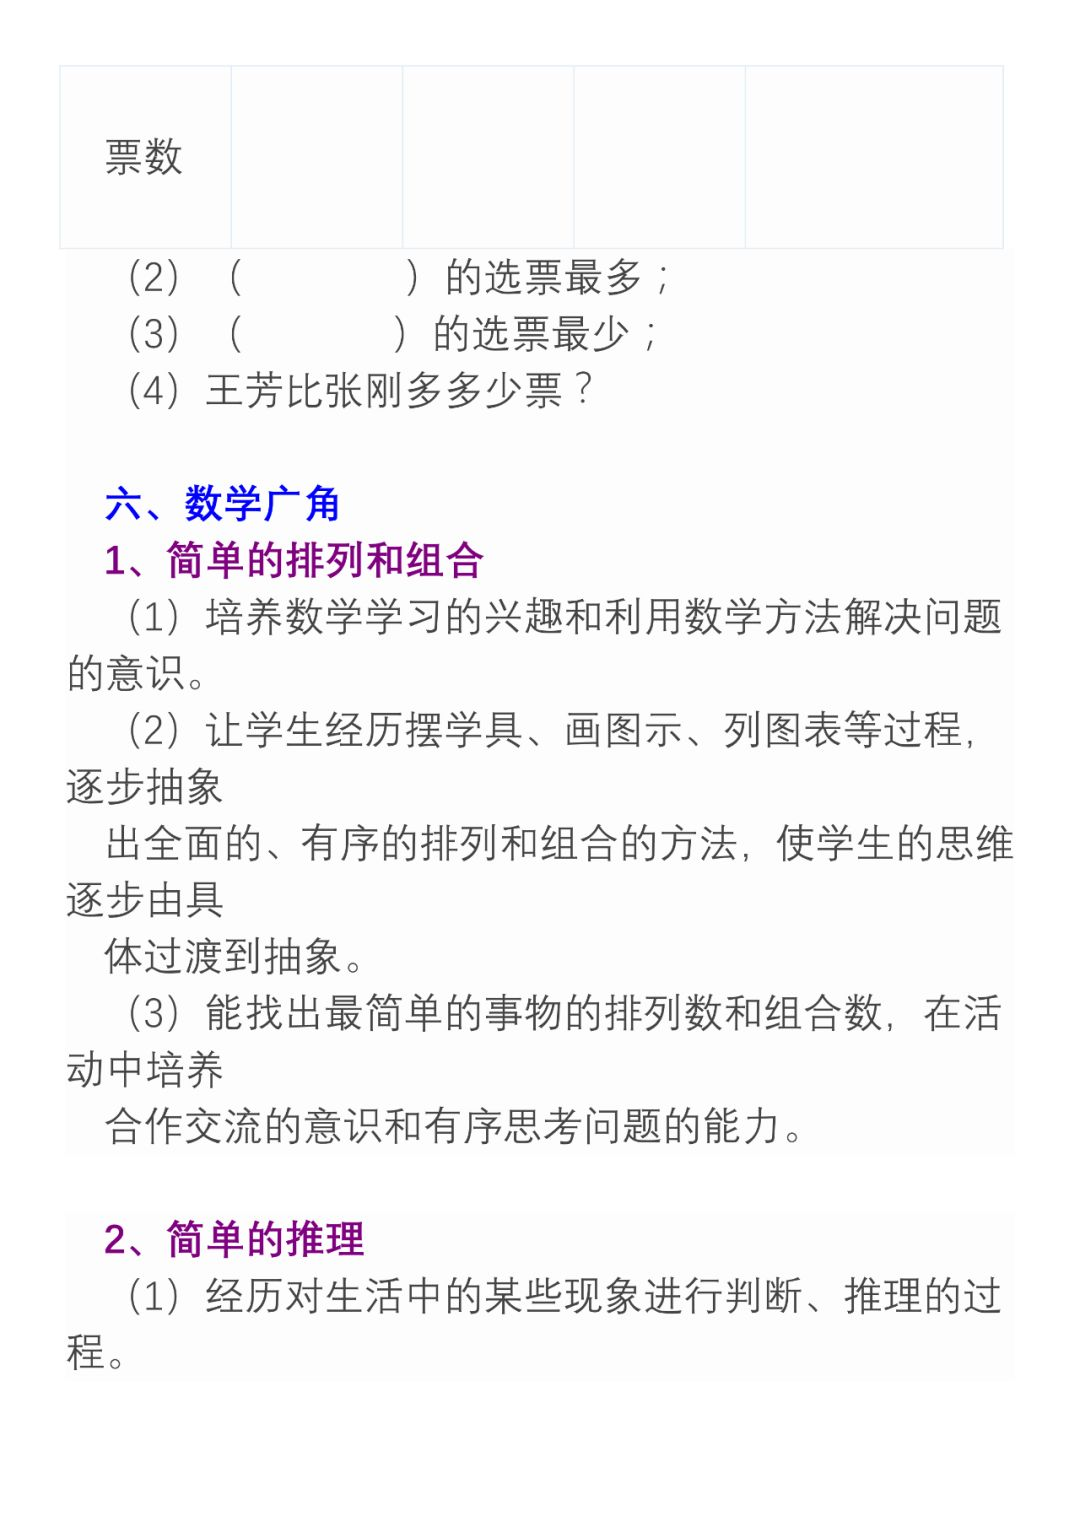 票数
（2）（　　　　）的选票最多；
（3）（　　　　）的选票最少；
（4）王芳比张刚多多少票？
六、数学广角
1、简单的排列和组合
（1）培养数学学习的兴趣和利用数学方法解决问题
的意识。
（2）让学生经历摆学具、画图示、列图表等过程，
逐步抽象
出全面的、有序的排列和组合的方法，使学生的思维
逐步由具
体过渡到抽象。
（3）能找出最简单的事物的排列数和组合数，在活
动中培养
合作交流的意识和有序思考问题的能力。
2、简单的推理
（1）经历对生活中的某些现象进行判断、推理的过
程。